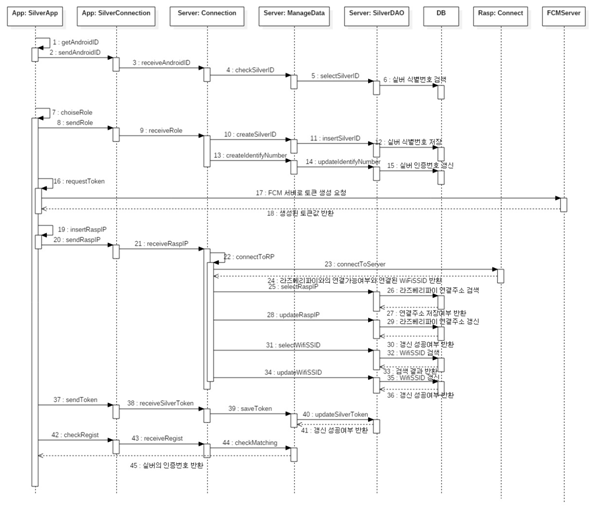 App: SilverApp
App: SilverConnection
Server: Connection
Server: ManageData
Server: SilverDAO
DB
Rasp: Connect
FCMServer
1 : getAndroidID
2 : sendAndroidID
3 : receiveAndroidID
4 : checkSilverID
5 : selectSilverID
6 : 실버 식별번호 검색
7 : choiseRole
8 : sendRole
9 : receiveRole
10 : createSilverID
11 : insertSilverID
12 : 실버 식별번호 저장
13 : createIdentifyNumber
14 : updateIdentifyNumber
15 : 실버 인증번호 갱신
16 : requestToken
17 : FCM 서버로 토큰 생성 요청
18 : 생성된 토큰값 반환
19 : insertRaspIP
20 : sendRaspIP
21 : receiveRaspIP
22 : connectToRP
23 : connectToServer
24 : 라즈베리파이와의 연결가능여부와 연결된 WiFiSSID 반환
25 : selectRaspIP
26 : 라즈베리파이 연결주소 검색
27 : 연결주소 저장여부 반환
28 : updateRaspIP
29 : 라즈베리파이 연결주소 갱신
30 : 갱신 성공여부 반환
31 : selectWifiSSID
32 : WifiSSID 검색
33 : 검색 결과 반환
34 : updateWifiSSID
35 : WifiSSID 갱신
36 : 갱신 성공여부 반환
37 : sendToken
38 : receiveSilverToken
39 : saveToken
40 : updateSilverToken
41 : 갱신 성공여부 반환
42 : checkRegist
43 : receiveRegist
44 : checkMatching
45 : 실버의 인증번호 반환